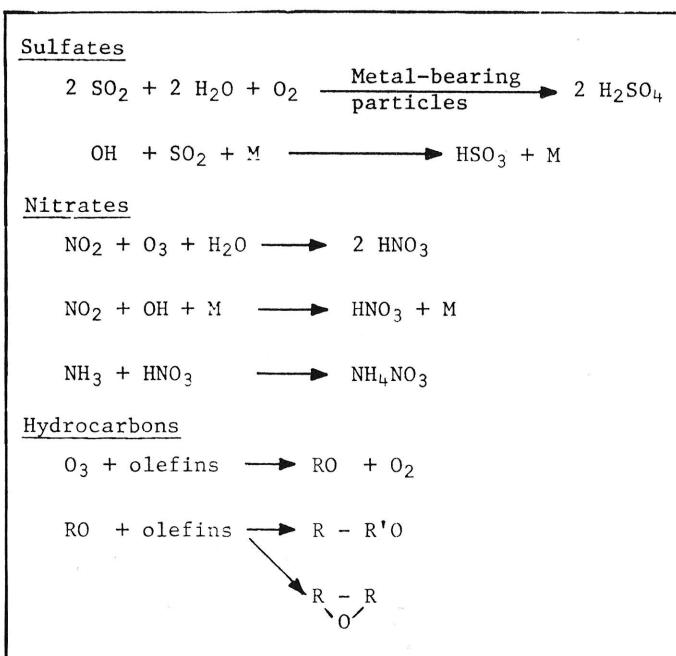 Sulfates
2 SO₂ + 2 H₂O + O₂ Metal-bearing particles → 2 H₂SO₄
OH + SO₂ + M → HSO₃ + M
Nitrates
NO₂ + O₃ + H₂O → 2 HNO₃
NO₂ + OH + M → HNO₃ + M
NH₃ + HNO₃ → NH₄NO₃
Hydrocarbons
O₃ + olefins → RO + O₂
RO + olefins → R – R'O
R – R
O